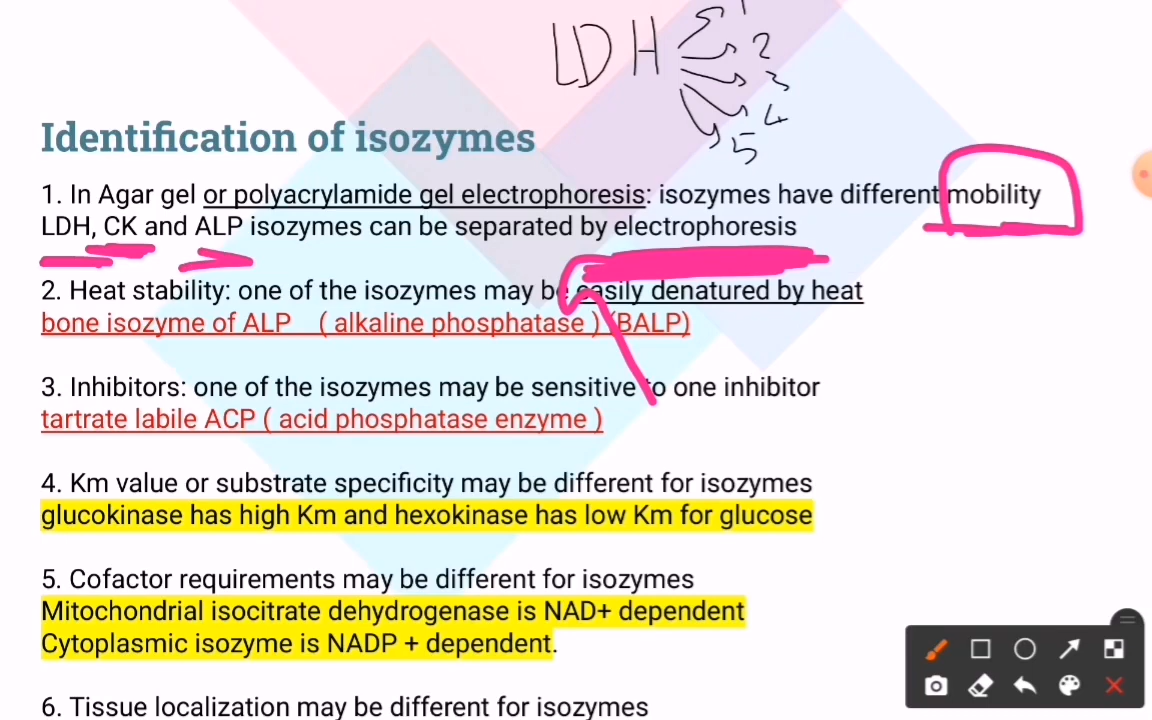 LDH 1
2
3
4
5
Identification of isozymes
1. In Agar gel or polyacrylamide gel electrophoresis: isozymes have different mobility
LDH, CK and ALP isozymes can be separated by electrophoresis
2. Heat stability: one of the isozymes may be easily denatured by heat
bone isozyme of ALP ( alkaline phosphatase ) (BALP)
3. Inhibitors: one of the isozymes may be sensitive to one inhibitor
tartrate labile ACP ( acid phosphatase enzyme )
4. Km value or substrate specificity may be different for isozymes
glucokinase has high Km and hexokinase has low Km for glucose
5. Cofactor requirements may be different for isozymes
Mitochondrial isocitrate dehydrogenase is NAD+ dependent
Cytoplasmic isozyme is NADP + dependent.
6. Tissue localization may be different for isozymes